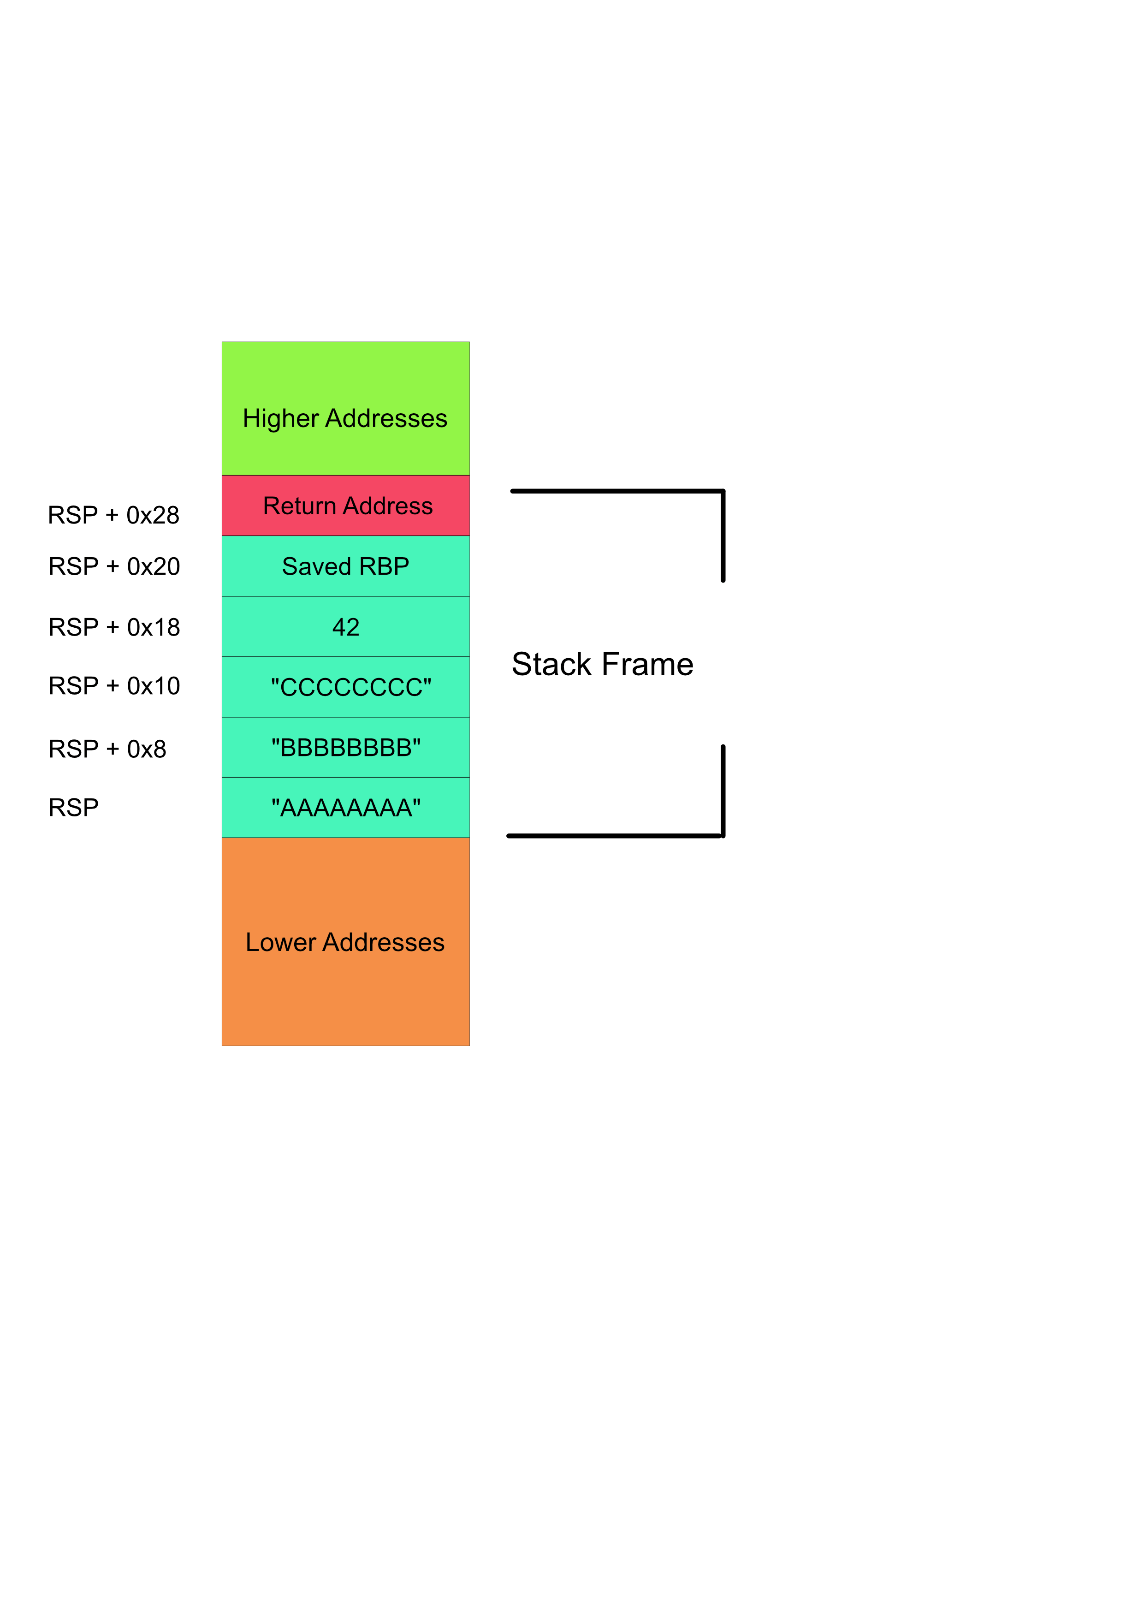 Higher Addresses
RSP + 0x28
Return Address
RSP + 0x20
Saved RBP
RSP + 0x18
42
Stack Frame
RSP + 0x10
"CCCCCCCC"
RSP + 0x8
"BBBBBBBB"
RSP
"AAAAAAAA"
Lower Addresses